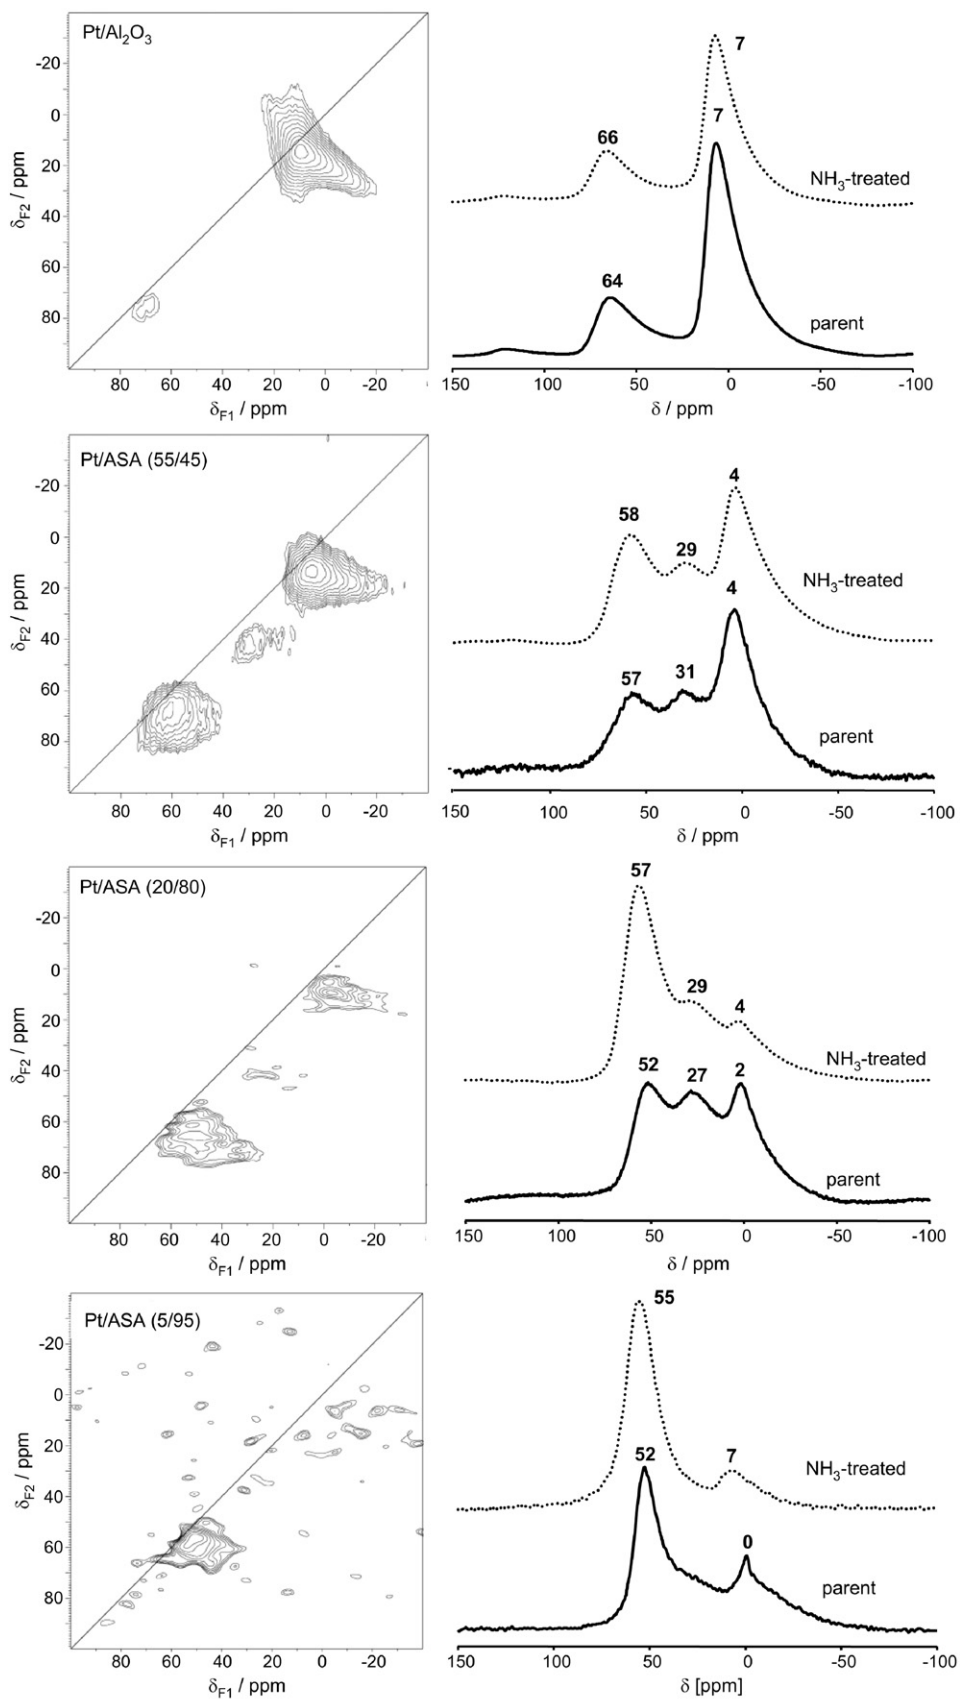 Pt/Al2O3
-20
0
20
40
60
80
δF2 / ppm
80 60 40 20 0 -20
δF1 / ppm
7
66
7
NH3-treated
64
parent
150 100 50 0 -50 -100
δ / ppm
Pt/ASA (55/45)
-20
0
20
40
60
80
δF2 / ppm
80 60 40 20 0 -20
δF1 / ppm
4
58
29
NH3-treated
4
57
31
parent
150 100 50 0 -50 -100
δ / ppm
Pt/ASA (20/80)
-20
0
20
40
60
80
δF2 / ppm
80 60 40 20 0 -20 0
δF1 / ppm
57
29
4
NH3-treated
52
27
2
parent
150 100 50 0 -50 -100
δ / ppm
Pt/ASA (5/95)
-20
0
20
40
60
80
δF2 / ppm
80 60 40 20 0 -20
δF1 / ppm
55
52
7
NH3-treated
0
parent
150 100 50 0 -50 -100
δ [ppm]